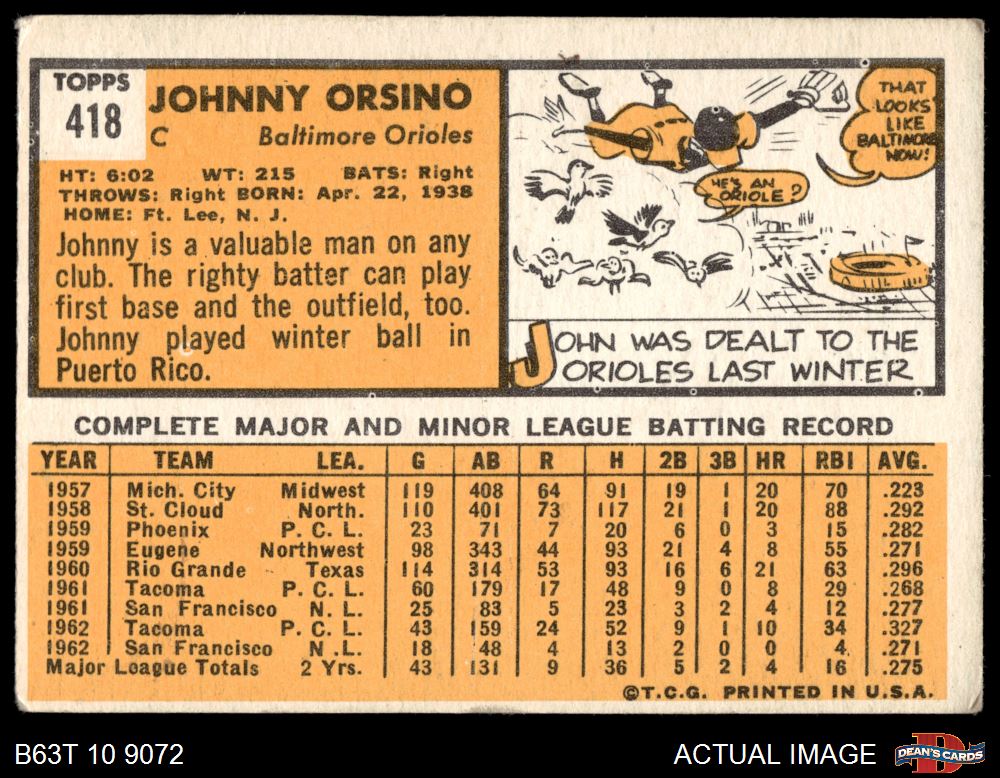 TOPPS
418
JOHNNY ORSINO
C Baltimore Orioles
HT: 6:02 WT: 215 BATS: Right
THROWS: Right BORN: Apr. 22, 1938
HOME: Ft. Lee, N. J.
Johnny is a valuable man on any
club. The righty batter can play
first base and the outfield, too.
Johnny played winter ball in
Puerto Rico.
THAT
LOOKS
LIKE
BALTIMORE
NOW!
HE'S AN
ORIOLE?
JOHN WAS DEALT TO THE
ORIOLES LAST WINTER
COMPLETE MAJOR AND MINOR LEAGUE BATTING RECORD
YEAR TEAM LEA. G AB R H 2B 3B HR RBI AVG.
1957 Mich. City Midwest 119 408 64 91 19 1 20 70 .223
1958 St. Cloud North. 110 401 73 117 21 1 20 88 .292
1959 Phoenix P. C. L. 23 71 7 20 6 0 3 15 .282
1959 Eugene Northwest 98 343 44 93 21 4 8 55 .271
1960 Rio Grande Texas 114 314 53 93 16 6 21 63 .296
1961 Tacoma P. C. L. 60 179 17 48 9 0 8 29 .268
1961 San Francisco N. L. 25 83 5 23 3 2 4 12 .277
1962 Tacoma P. C. L. 43 159 24 52 9 1 10 34 .327
1962 San Francisco N .L. 18 48 4 13 2 0 0 4 .271
Major League Totals 2 Yrs. 43 131 9 36 5 2 4 16 .275
©T.C.G. PRINTED IN U.S.A.
B63T 10 9072
ACTUAL IMAGE
D
DEAN'S CARDS